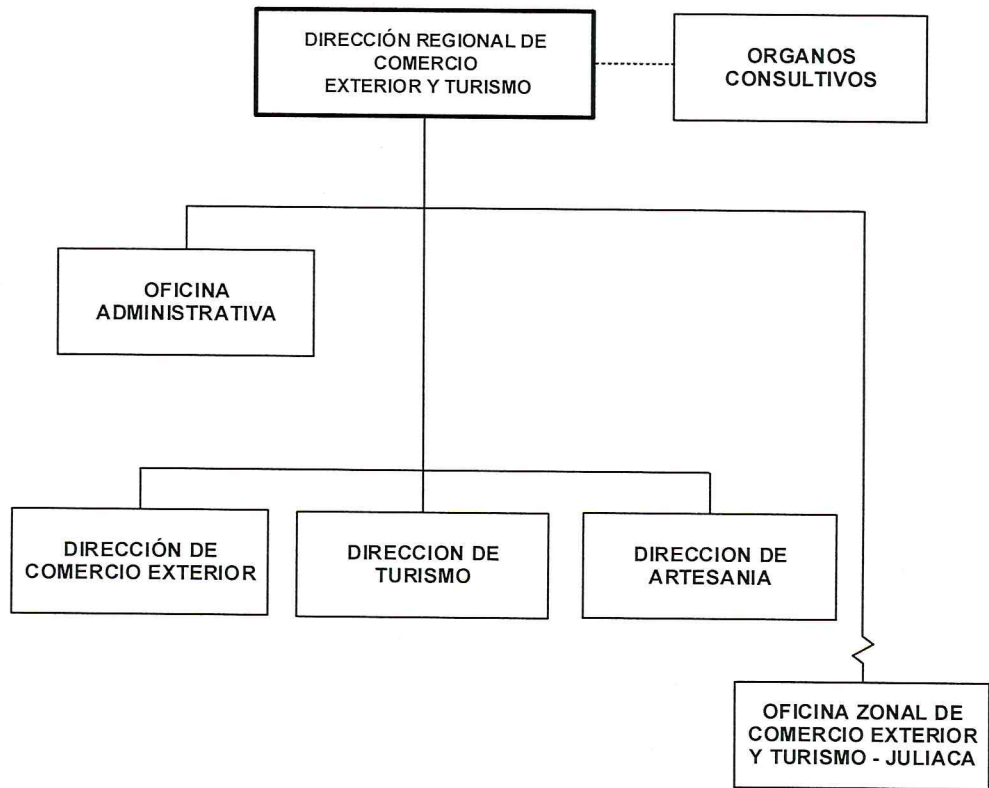 DIRECCIÓN REGIONAL DE
COMERCIO
EXTERIOR Y TURISMO
ORGANOS
CONSULTIVOS
OFICINA
ADMINISTRATIVA
DIRECCIÓN DE
COMERCIO EXTERIOR
DIRECCION DE
TURISMO
DIRECCION DE
ARTESANIA
OFICINA ZONAL DE
COMERCIO EXTERIOR
Y TURISMO - JULIACA